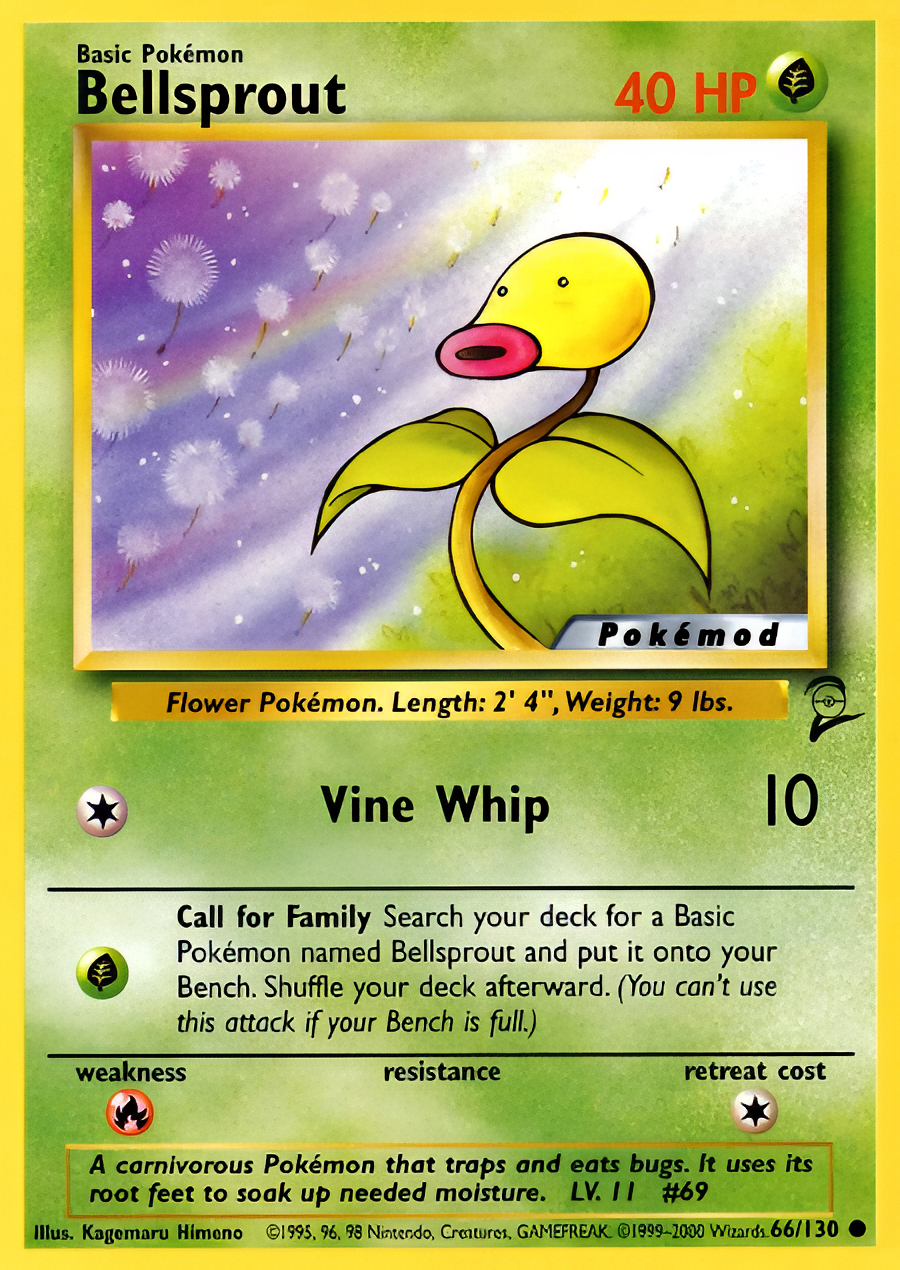 Basic Pokémon
Bellsprout
40 HP
Pokémod
Flower Pokémon. Length: 2' 4", Weight: 9 lbs.
Vine Whip 10
Call for Family Search your deck for a Basic
Pokémon named Bellsprout and put it onto your
Bench. Shuffle your deck afterward. (You can't use
this attack if your Bench is full.)
weakness resistance retreat cost
A carnivorous Pokémon that traps and eats bugs. It uses its
root feet to soak up needed moisture. LV. 11 #69
Illus. Kagemaru Himeno ©1995, 96, 98 Nintendo, Creatures, GAMEFREAK. ©1999–2000 Wizards. 66/130